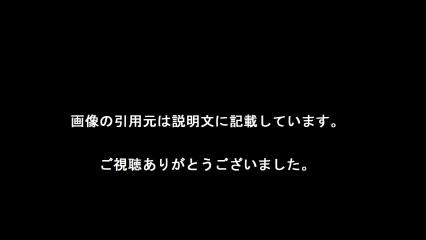 画像の引用元は説明文に記載しています。
ご視聴ありがとうございました。